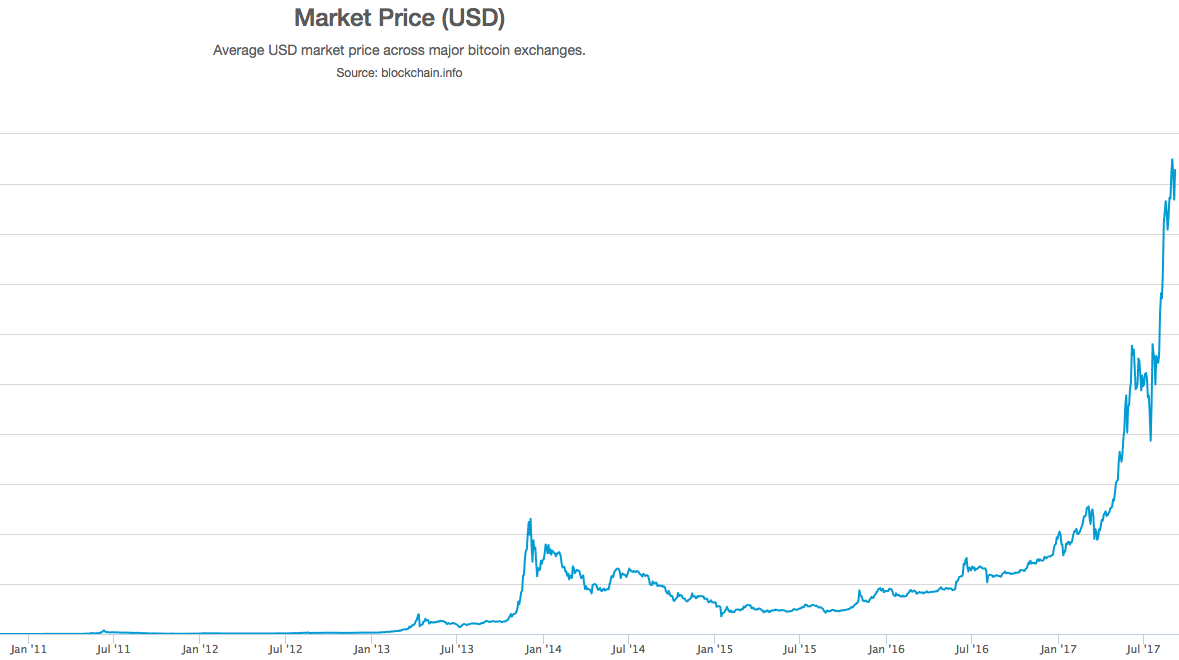 Market Price (USD)
Average USD market price across major bitcoin exchanges.
Source: blockchain.info
Jan '11 Jul '11 Jan '12 Jul '12 Jan '13 Jul '13 Jan '14 Jul '14 Jan '15 Jul '15 Jan '16 Jul '16 Jan '17 Jul '17